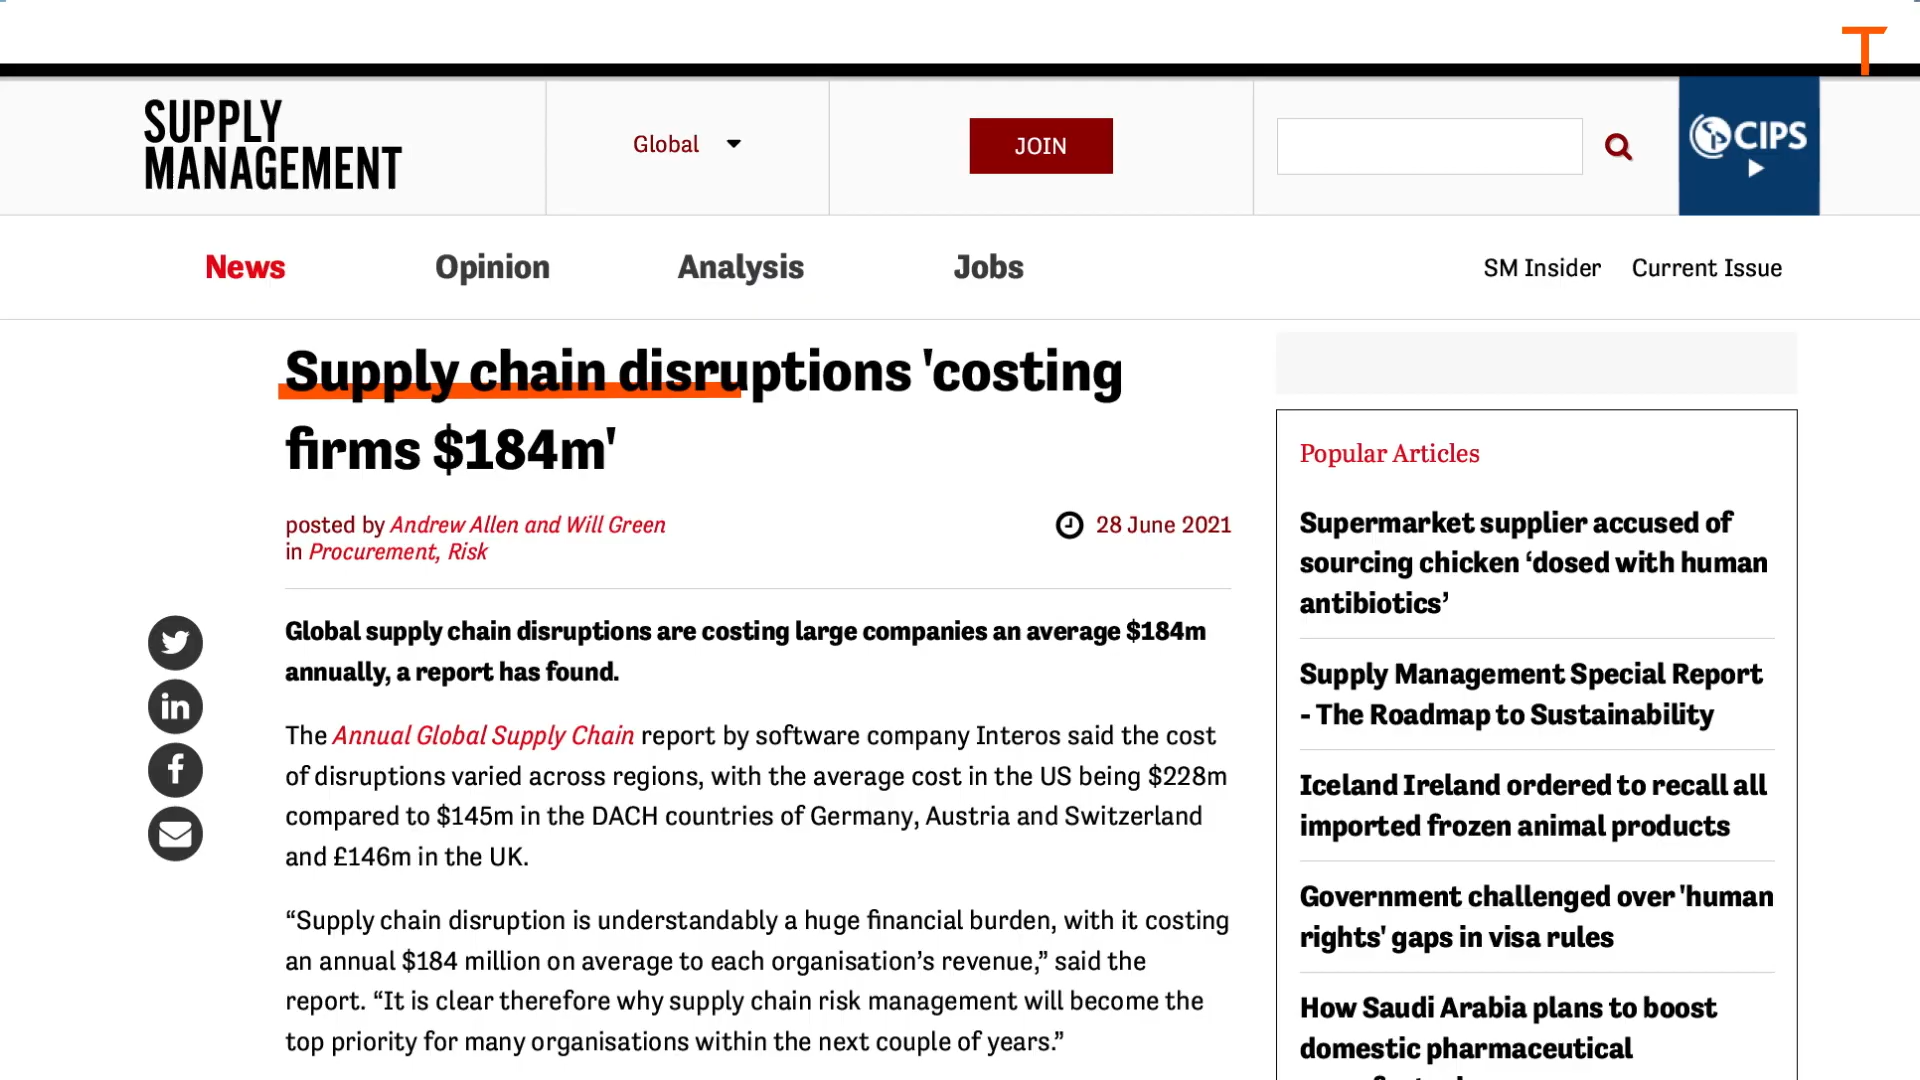 T
SUPPLY
MANAGEMENT
Global
JOIN
CIPS
News
Opinion
Analysis
Jobs
SM Insider
Current Issue
Supply chain disruptions 'costing
firms $184m'
posted by Andrew Allen and Will Green
in Procurement, Risk
28 June 2021
Global supply chain disruptions are costing large companies an average $184m
annually, a report has found.
The Annual Global Supply Chain report by software company Interos said the cost
of disruptions varied across regions, with the average cost in the US being $228m
compared to $145m in the DACH countries of Germany, Austria and Switzerland
and £146m in the UK.
“Supply chain disruption is understandably a huge financial burden, with it costing
an annual $184 million on average to each organisation’s revenue,” said the
report. “It is clear therefore why supply chain risk management will become the
top priority for many organisations within the next couple of years.”
Popular Articles
Supermarket supplier accused of
sourcing chicken ‘dosed with human
antibiotics’
Supply Management Special Report
- The Roadmap to Sustainability
Iceland Ireland ordered to recall all
imported frozen animal products
Government challenged over 'human
rights' gaps in visa rules
How Saudi Arabia plans to boost
domestic pharmaceutical